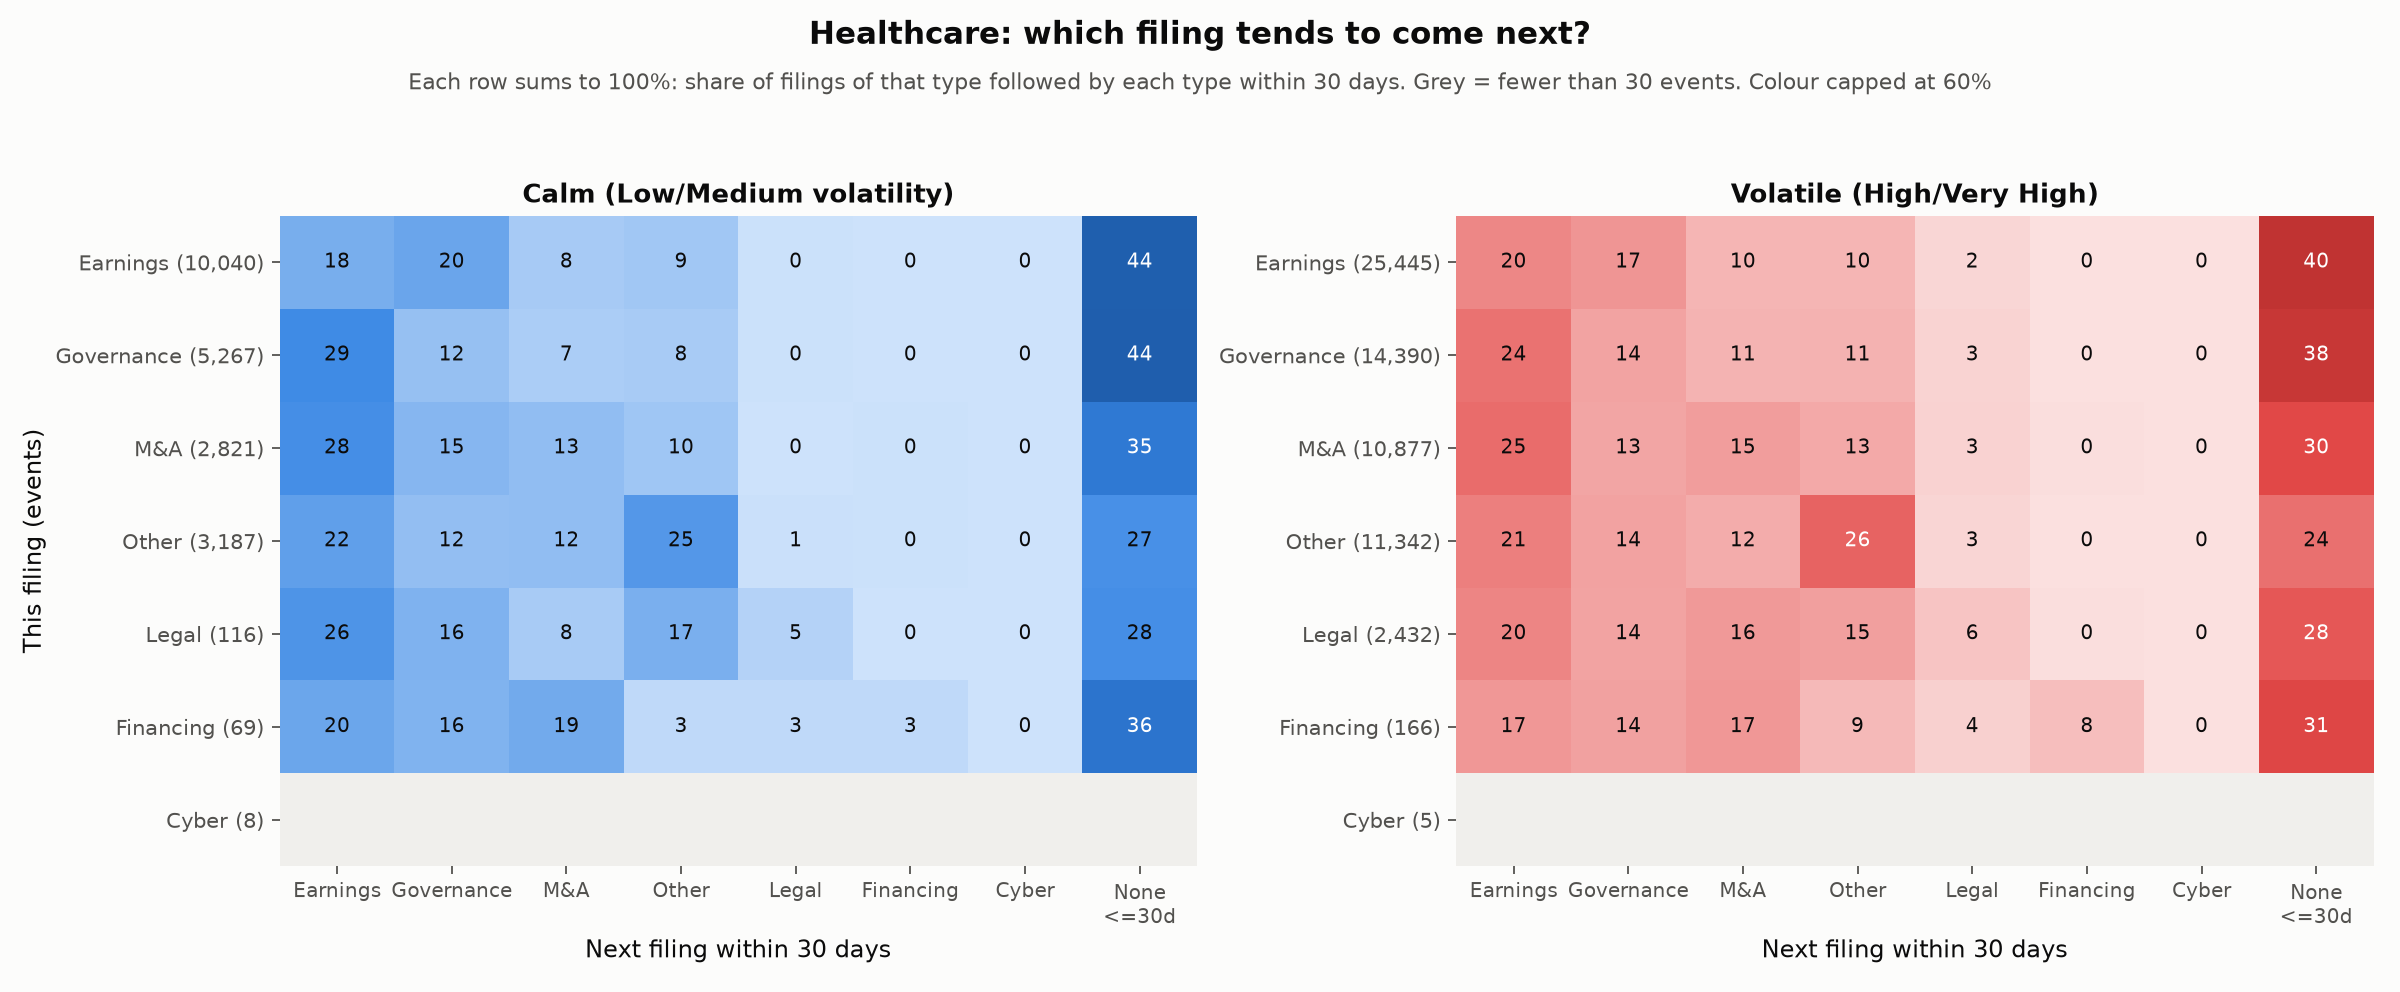 Healthcare: which filing tends to come next?
Each row sums to 100%: share of filings of that type followed by each type within 30 days. Grey = fewer than 30 events. Colour capped at 60%
Calm (Low/Medium volatility)
This filing (events)
Earnings (10,040) 18 20 8 9 0 0 0 44
Governance (5,267) 29 12 7 8 0 0 0 44
M&A (2,821) 28 15 13 10 0 0 0 35
Other (3,187) 22 12 12 25 1 0 0 27
Legal (116) 26 16 8 17 5 0 0 28
Financing (69) 20 16 19 3 3 3 0 36
Cyber (8)
Earnings Governance M&A Other Legal Financing Cyber None
<=30d
Next filing within 30 days
Volatile (High/Very High)
Earnings (25,445) 20 17 10 10 2 0 0 40
Governance (14,390) 24 14 11 11 3 0 0 38
M&A (10,877) 25 13 15 13 3 0 0 30
Other (11,342) 21 14 12 26 3 0 0 24
Legal (2,432) 20 14 16 15 6 0 0 28
Financing (166) 17 14 17 9 4 8 0 31
Cyber (5)
Earnings Governance M&A Other Legal Financing Cyber None
<=30d
Next filing within 30 days